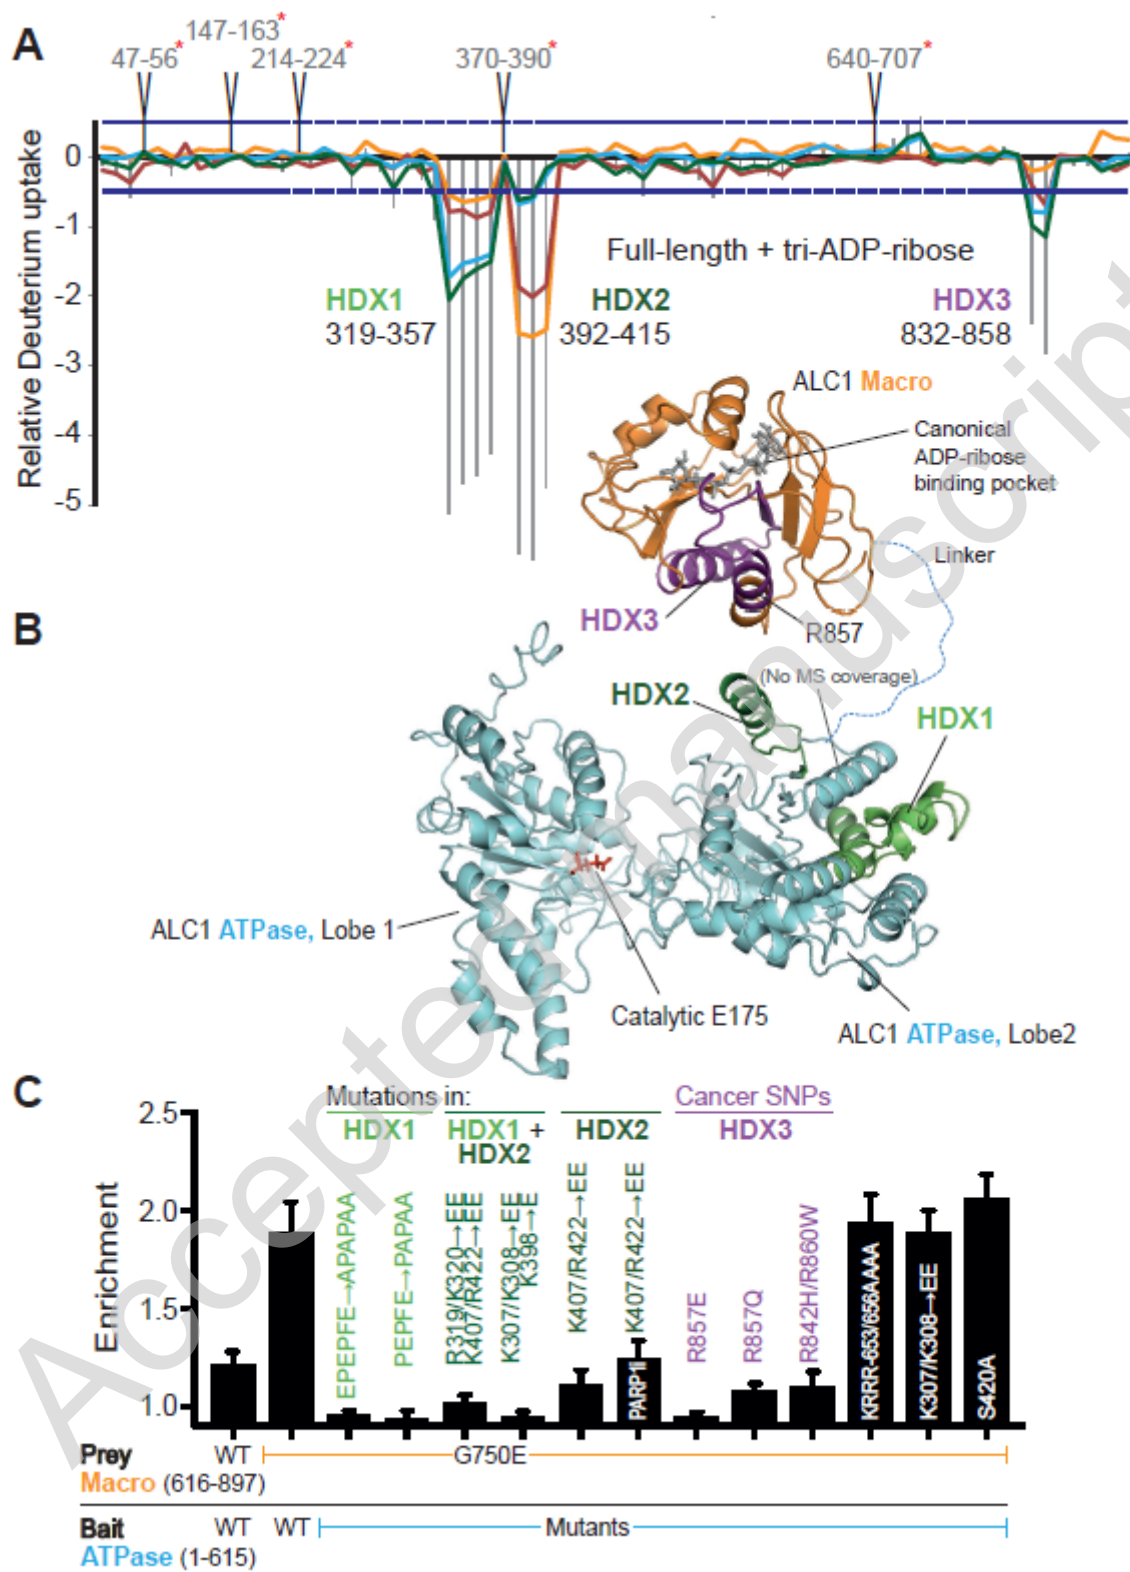 A
47-56*
147-163*
214-224*
370-390*
640-707*
Relative Deuterium uptake
0
-1
-2
-3
-4
-5
Full-length + tri-ADP-ribose
HDX1
319-357
HDX2
392-415
HDX3
832-858
ALC1 Macro
Canonical
ADP-ribose
binding pocket
Linker
HDX3
R857
B
(No MS coverage)
HDX2
HDX1
ALC1 ATPase, Lobe 1
Catalytic E175
ALC1 ATPase, Lobe2
C
Mutations in:
Cancer SNPs
HDX1
HDX1 +
HDX2
HDX2
HDX3
Enrichment
2.5
2.0
1.5
1.0
EPEPFE→APAPAA
PEPFE→PAPAA
R319/K320→EE
K407/R422→EE
K307/K308→EE
K398→E
K407/R422→EE
K407/R422→EE
PARP1i
R857E
R857Q
R842H/R860W
KRRR-653/656AAAA
K307/K308→EE
S420A
Prey WT G750E
Macro (616-897)
Bait WT WT Mutants
ATPase (1-615)
Accepted manuscript